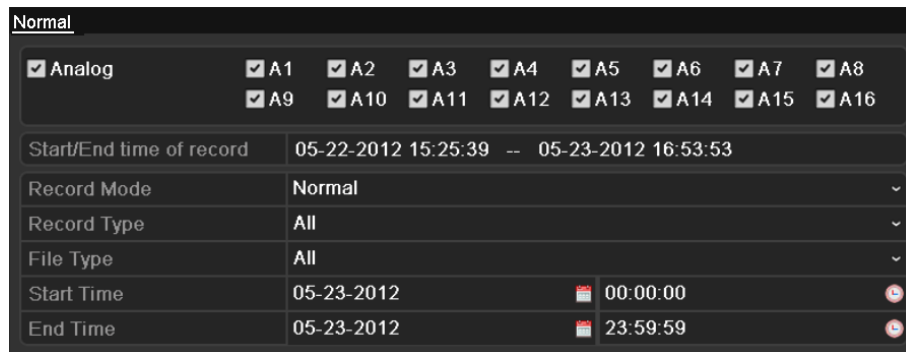 Normal
Analog A1 A2 A3 A4 A5 A6 A7 A8
A9 A10 A11 A12 A13 A14 A15 A16
Start/End time of record 05-22-2012 15:25:39 -- 05-23-2012 16:53:53
Record Mode Normal
Record Type All
File Type All
Start Time 05-23-2012 00:00:00
End Time 05-23-2012 23:59:59